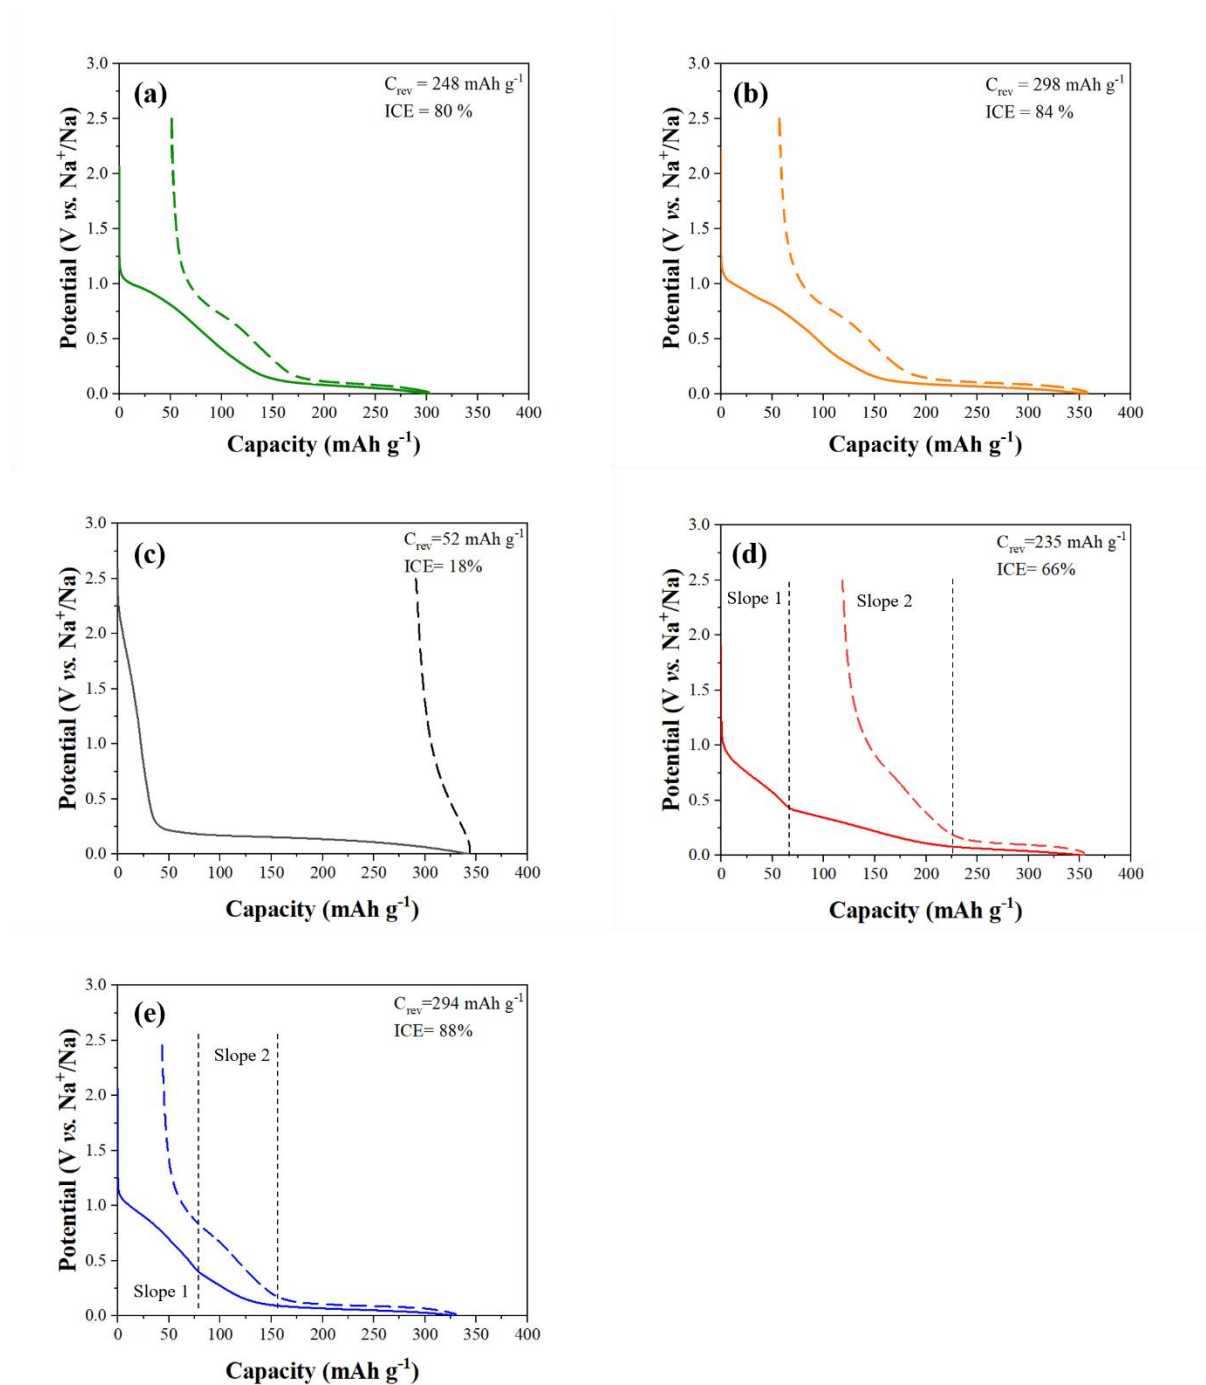 (a)
C_rev = 248 mAh g⁻¹
ICE = 80 %
3.0
2.5
2.0
1.5
1.0
0.5
0.0
Potential (V vs. Na⁺/Na)
0 50 100 150 200 250 300 350 400
Capacity (mAh g⁻¹)
(b)
C_rev = 298 mAh g⁻¹
ICE = 84 %
3.0
2.5
2.0
1.5
1.0
0.5
0.0
Potential (V vs. Na⁺/Na)
0 50 100 150 200 250 300 350 400
Capacity (mAh g⁻¹)
(c)
C_rev=52 mAh g⁻¹
ICE= 18%
3.0
2.5
2.0
1.5
1.0
0.5
0.0
Potential (V vs. Na⁺/Na)
0 50 100 150 200 250 300 350 400
Capacity (mAh g⁻¹)
(d)
C_rev=235 mAh g⁻¹
ICE= 66%
Slope 1
Slope 2
3.0
2.5
2.0
1.5
1.0
0.5
0.0
Potential (V vs. Na⁺/Na)
0 50 100 150 200 250 300 350 400
Capacity (mAh g⁻¹)
(e)
C_rev=294 mAh g⁻¹
ICE= 88%
Slope 2
Slope 1
3.0
2.5
2.0
1.5
1.0
0.5
0.0
Potential (V vs. Na⁺/Na)
0 50 100 150 200 250 300 350 400
Capacity (mAh g⁻¹)